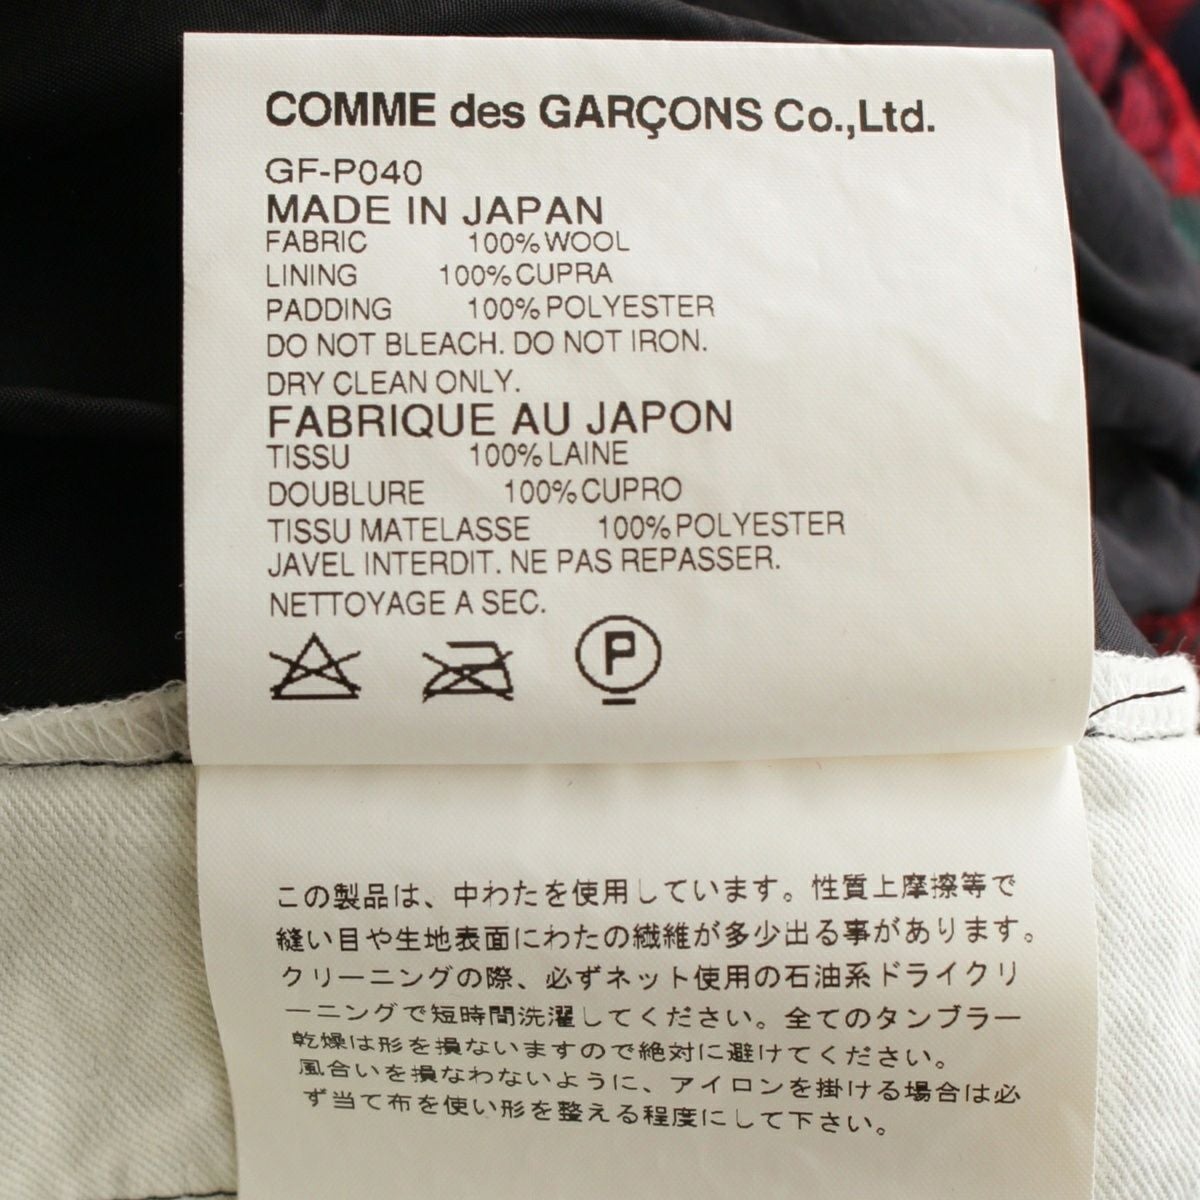 COMME des GARÇONS Co.,Ltd.
GF-P040
MADE IN JAPAN
FABRIC 100% WOOL
LINING 100% CUPRA
PADDING 100% POLYESTER
DO NOT BLEACH. DO NOT IRON.
DRY CLEAN ONLY.
FABRIQUE AU JAPON
TISSU 100% LAINE
DOUBLURE 100% CUPRO
TISSU MATELASSE 100% POLYESTER
JAVEL INTERDIT. NE PAS REPASSER.
NETTOYAGE A SEC.
P
この製品は、中わたを使用しています。性質上摩擦等で
縫い目や生地表面にわたの繊維が多少出る事があります。
クリーニングの際、必ずネット使用の石油系ドライクリ
ーニングで短時間洗濯してください。全てのタンブラー
乾燥は形を損ないますので絶対に避けてください。
風合いを損なわないように、アイロンを掛ける場合は必
ず当て布を使い形を整える程度にして下さい。